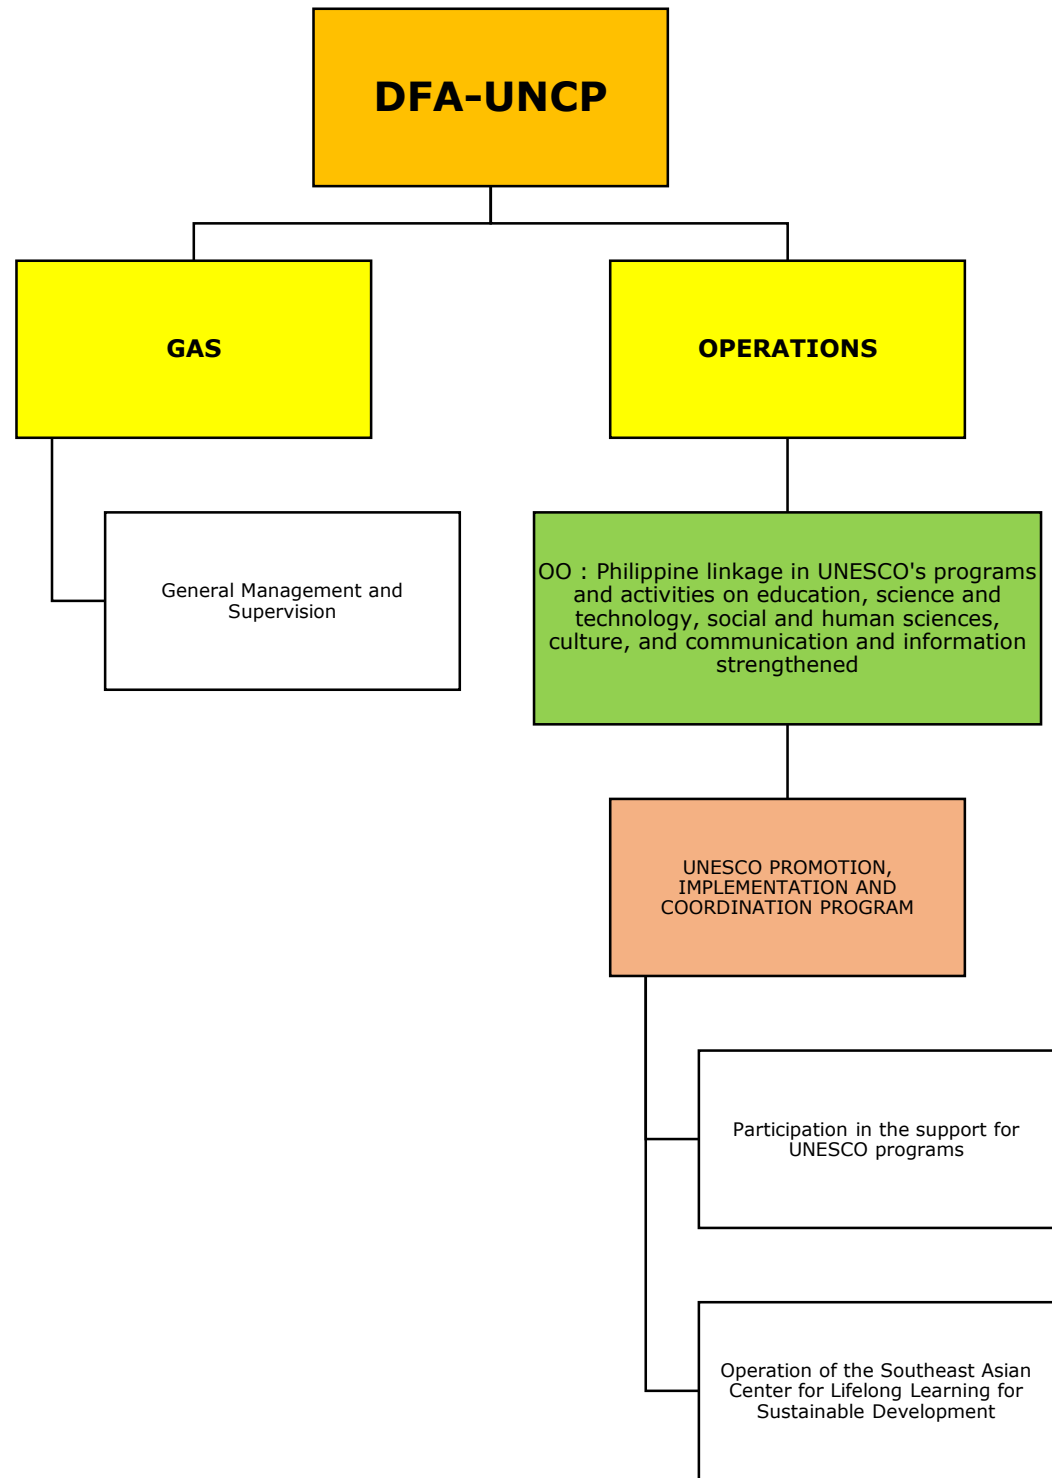 DFA-UNCP
GAS
OPERATIONS
General Management and
Supervision
OO : Philippine linkage in UNESCO's programs
and activities on education, science and
technology, social and human sciences,
culture, and communication and information
strengthened
UNESCO PROMOTION,
IMPLEMENTATION AND
COORDINATION PROGRAM
Participation in the support for
UNESCO programs
Operation of the Southeast Asian
Center for Lifelong Learning for
Sustainable Development